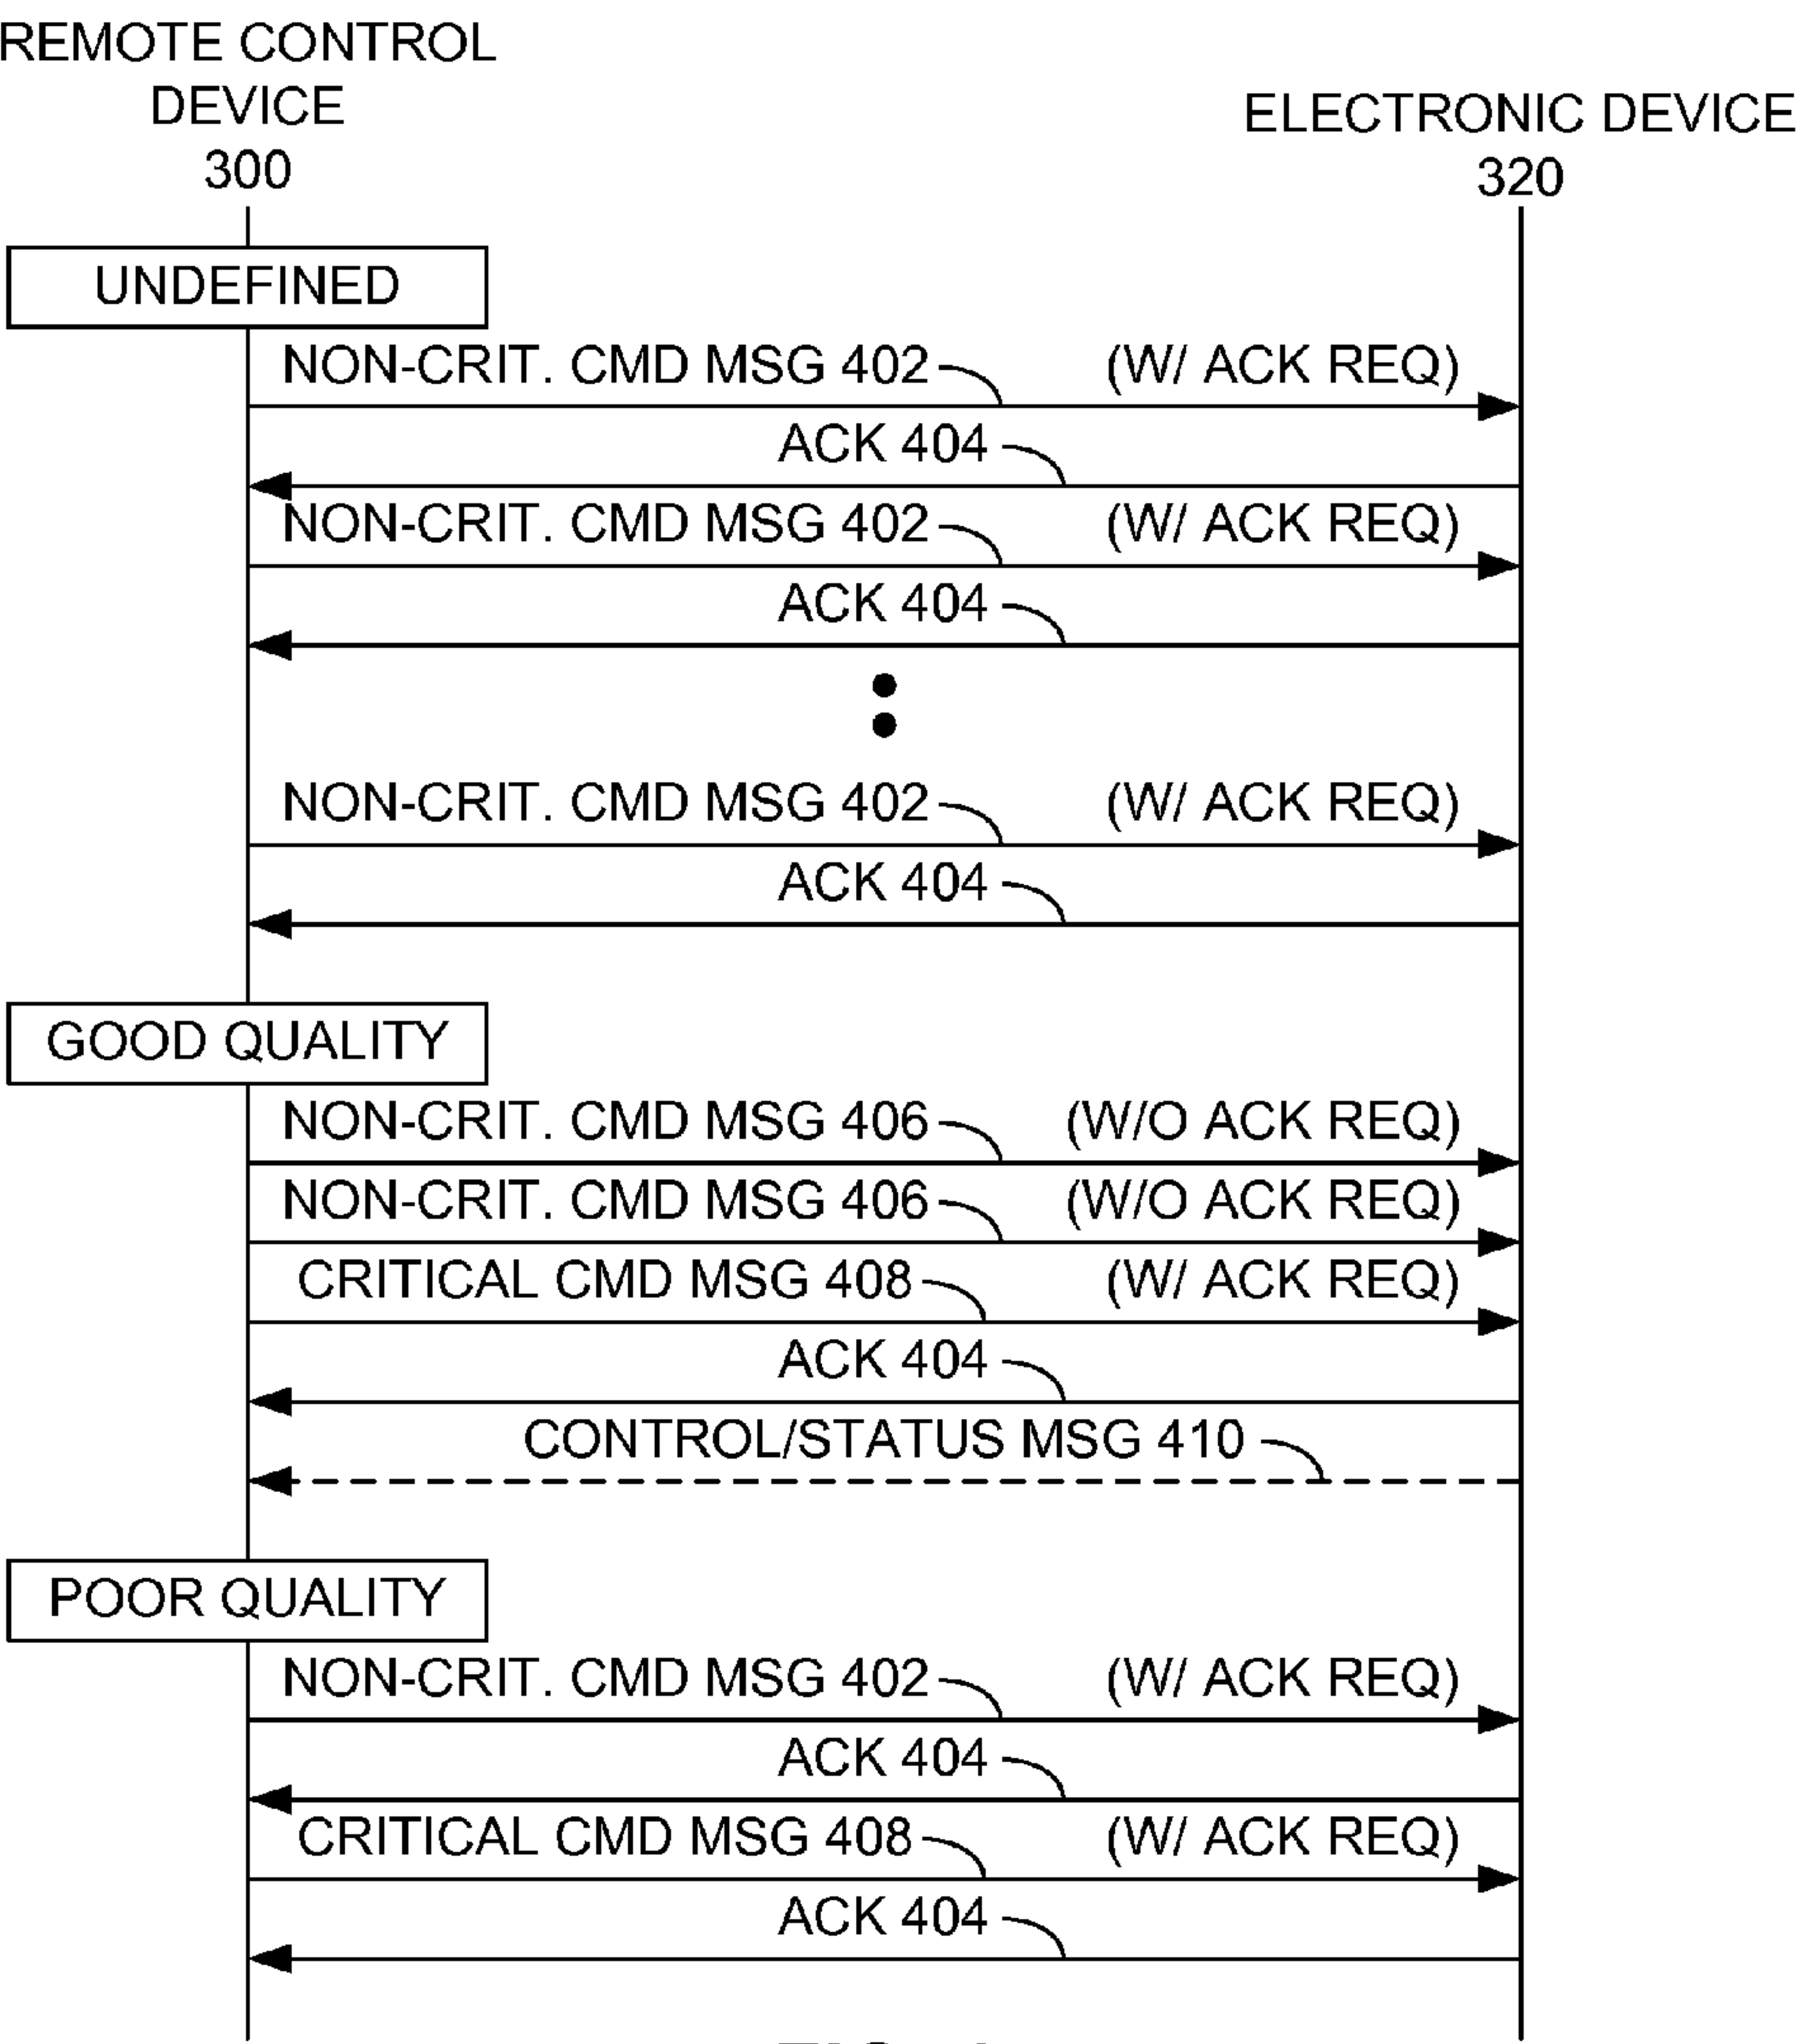 REMOTE CONTROL
DEVICE
300
ELECTRONIC DEVICE
320
UNDEFINED
NON-CRIT. CMD MSG 402 (W/ ACK REQ)
ACK 404
NON-CRIT. CMD MSG 402 (W/ ACK REQ)
ACK 404
NON-CRIT. CMD MSG 402 (W/ ACK REQ)
ACK 404
GOOD QUALITY
NON-CRIT. CMD MSG 406 (W/O ACK REQ)
NON-CRIT. CMD MSG 406 (W/O ACK REQ)
CRITICAL CMD MSG 408 (W/ ACK REQ)
ACK 404
CONTROL/STATUS MSG 410
POOR QUALITY
NON-CRIT. CMD MSG 402 (W/ ACK REQ)
ACK 404
CRITICAL CMD MSG 408 (W/ ACK REQ)
ACK 404